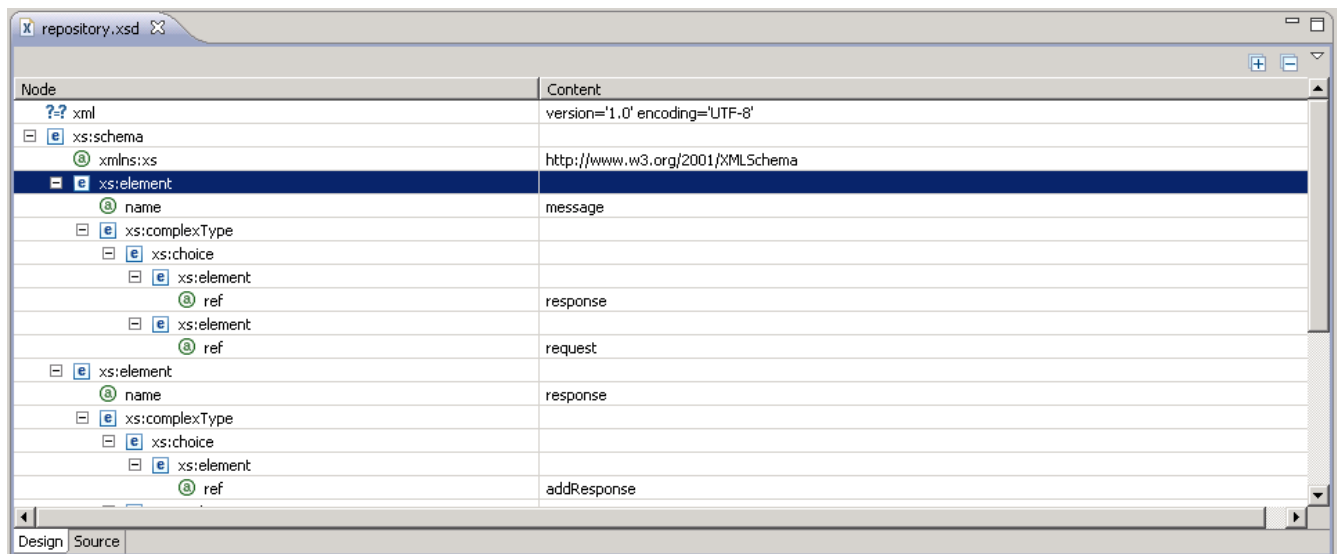 repository.xsd
Node Content
?=? xml version='1.0' encoding='UTF-8'
e xs:schema
a xmlns:xs http://www.w3.org/2001/XMLSchema
e xs:element
a name message
e xs:complexType
e xs:choice
e xs:element
a ref response
e xs:element
a ref request
e xs:element
a name response
e xs:complexType
e xs:choice
e xs:element
a ref addResponse
Design Source